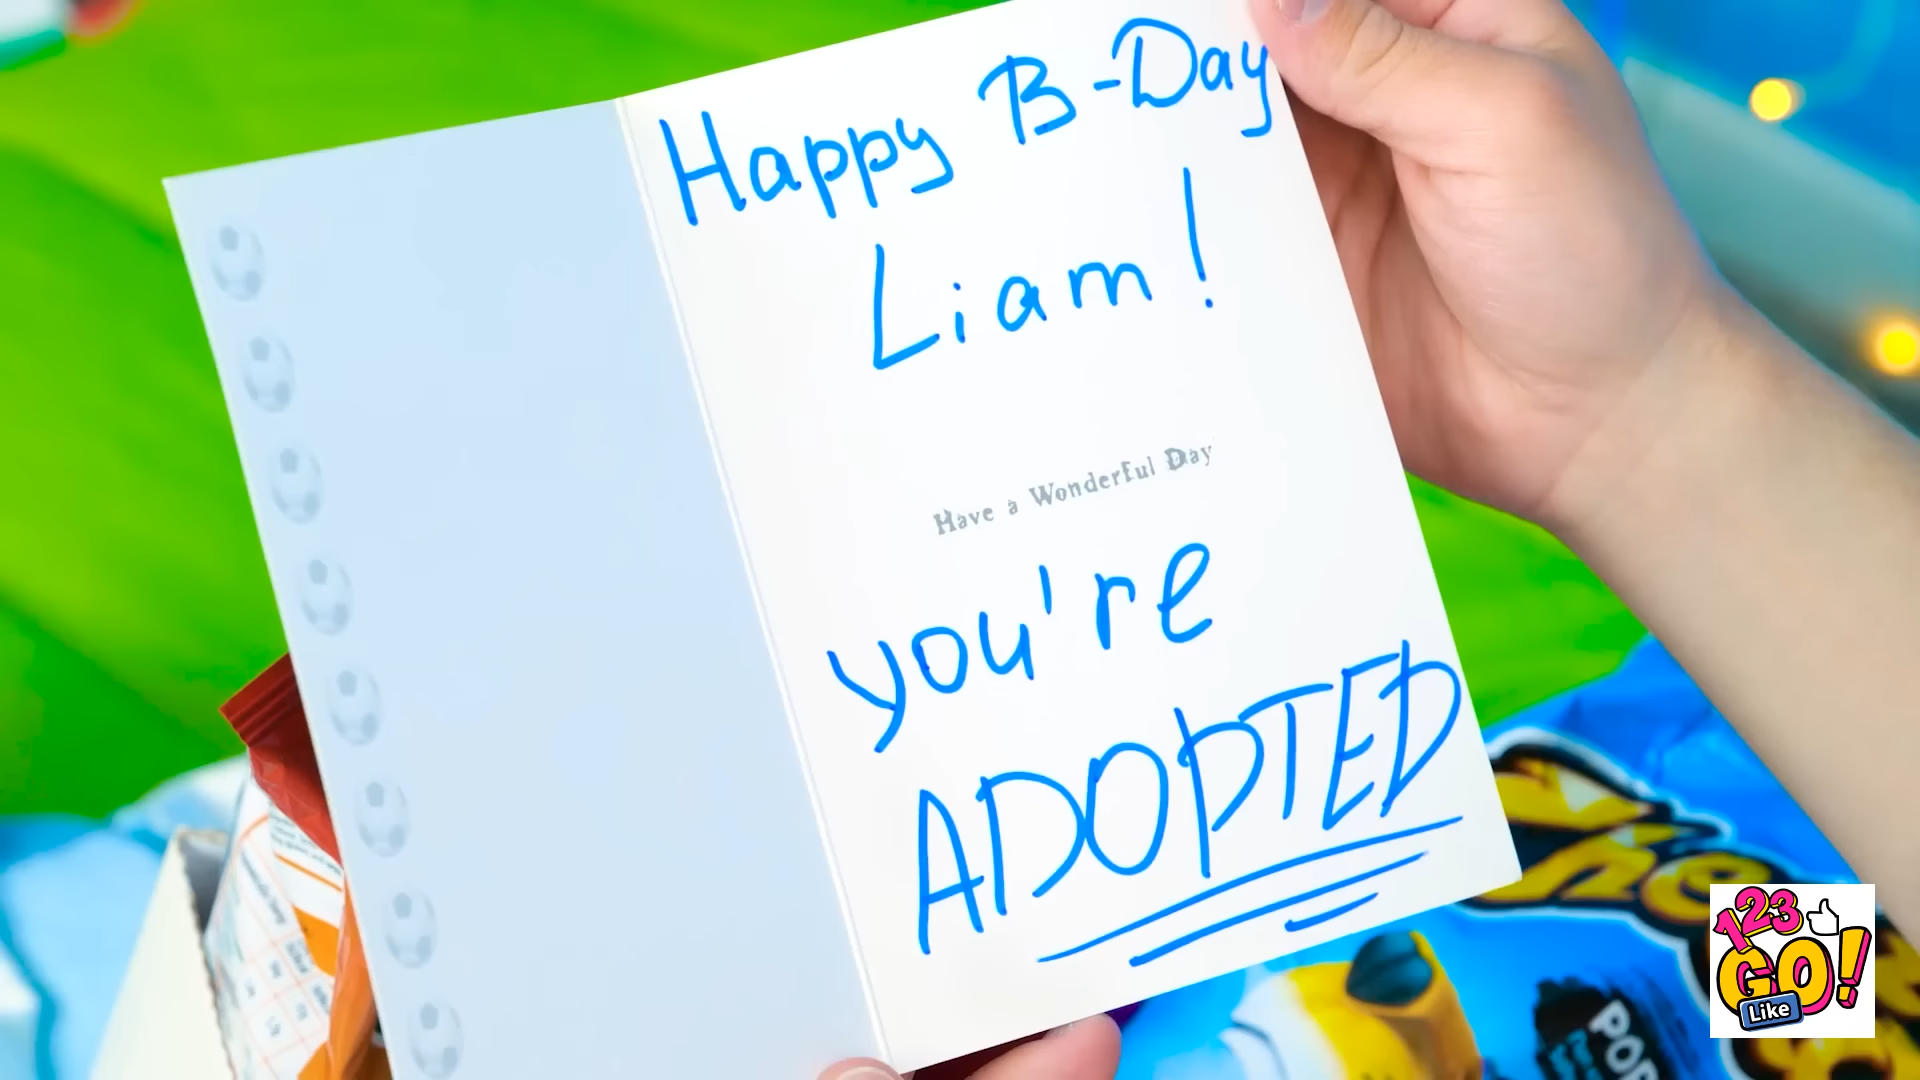 Happy B-Day
Liam!
Have a Wonderful Day
you're
ADOPTED
123
GO!
Like